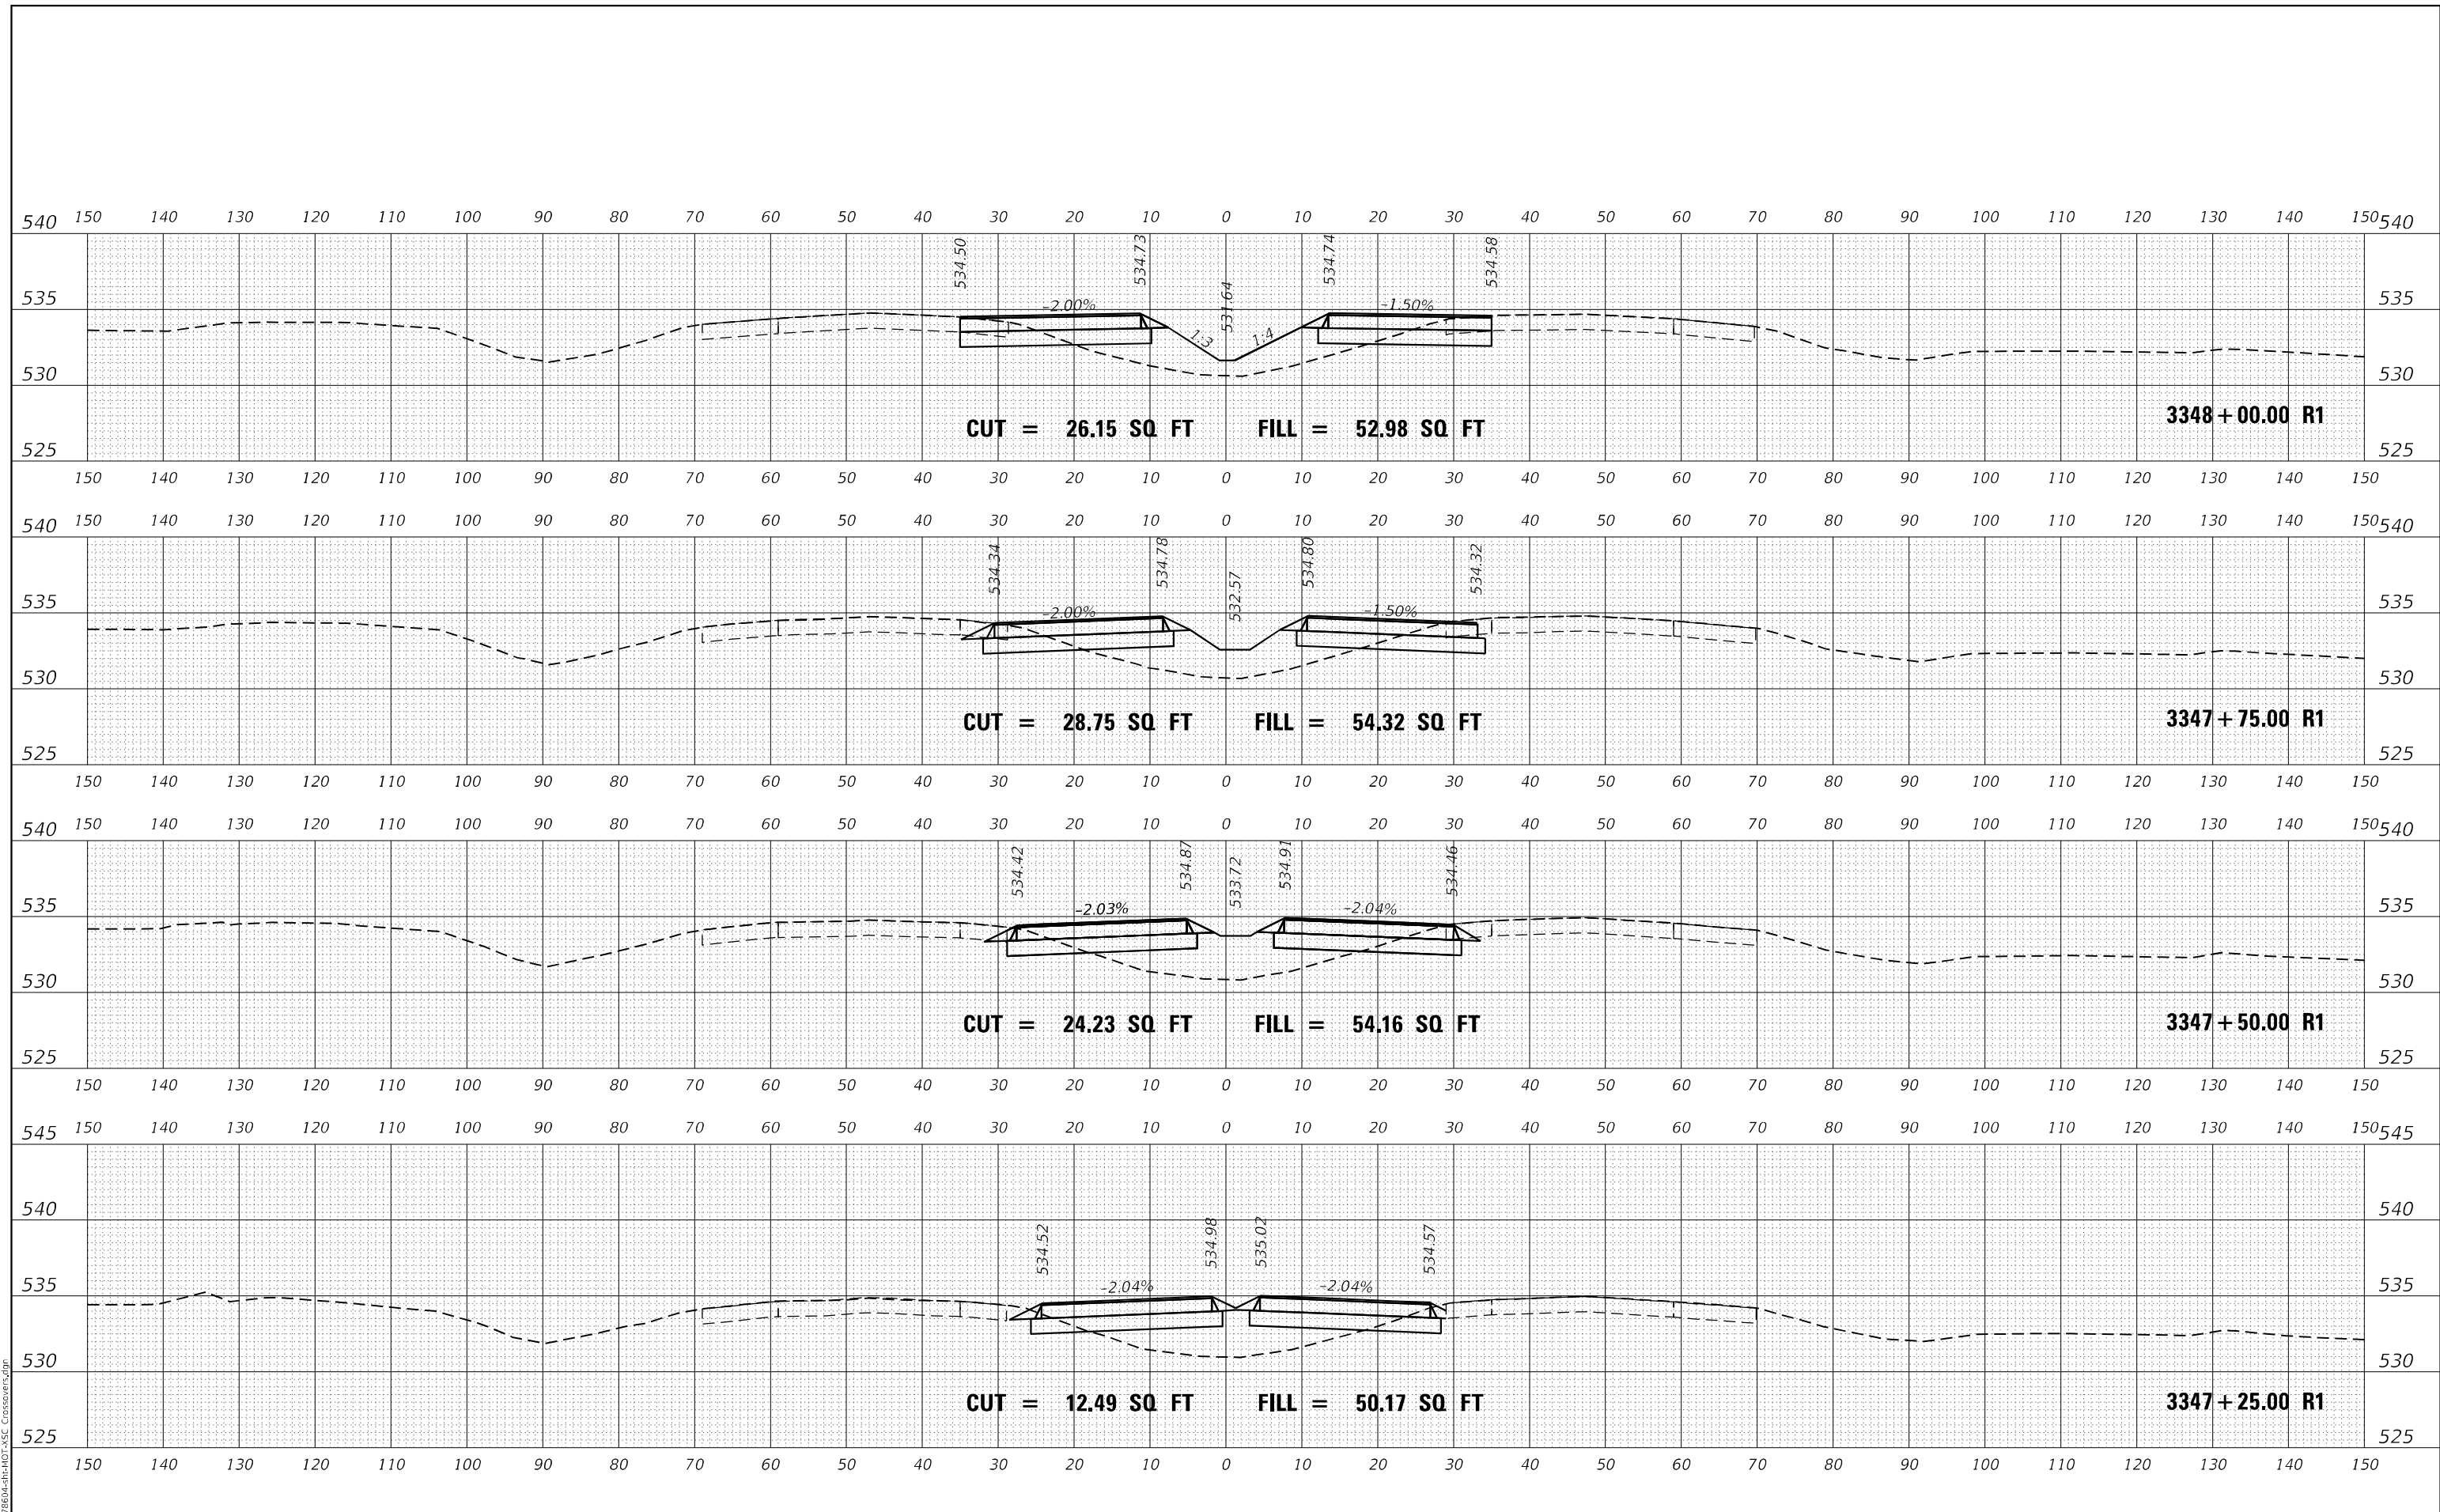 150 140 130 120 110 100 90 80 70 60 50 40 30 20 10 0 10 20 30 40 50 60 70 80 90 100 110 120 130 140 150
540 540
534.50 534.73 531.64 534.74 534.58
535 -2.00% -1.50% 535
1:3 1:4
530 530
3348+00.00 R1
CUT = 26.15 SQ FT FILL = 52.98 SQ FT
525 525
150 140 130 120 110 100 90 80 70 60 50 40 30 20 10 0 10 20 30 40 50 60 70 80 90 100 110 120 130 140 150
150 140 130 120 110 100 90 80 70 60 50 40 30 20 10 0 10 20 30 40 50 60 70 80 90 100 110 120 130 140 150
540 540
534.34 534.78 532.57 534.80 534.32
535 -2.00% -1.50% 535
530 530
CUT = 28.75 SQ FT FILL = 54.32 SQ FT 3347+75.00 R1
525 525
150 140 130 120 110 100 90 80 70 60 50 40 30 20 10 0 10 20 30 40 50 60 70 80 90 100 110 120 130 140 150
150 140 130 120 110 100 90 80 70 60 50 40 30 20 10 0 10 20 30 40 50 60 70 80 90 100 110 120 130 140 150
540 540
534.42 534.87 533.72 534.91 534.46
535 -2.03% -2.04% 535
530 530
CUT = 24.23 SQ FT FILL = 54.16 SQ FT 3347+50.00 R1
525 525
150 140 130 120 110 100 90 80 70 60 50 40 30 20 10 0 10 20 30 40 50 60 70 80 90 100 110 120 130 140 150
545 150 140 130 120 110 100 90 80 70 60 50 40 30 20 10 0 10 20 30 40 50 60 70 80 90 100 110 120 130 140 150 545
540 540
534.52 534.98 535.02 534.57
535 -2.04% -2.04% 535
530 530
CUT = 12.49 SQ FT FILL = 50.17 SQ FT 3347+25.00 R1
525 525
150 140 130 120 110 100 90 80 70 60 50 40 30 20 10 0 10 20 30 40 50 60 70 80 90 100 110 120 130 140 150
78604-sht-MOT-XSC_Crossovers.dgn